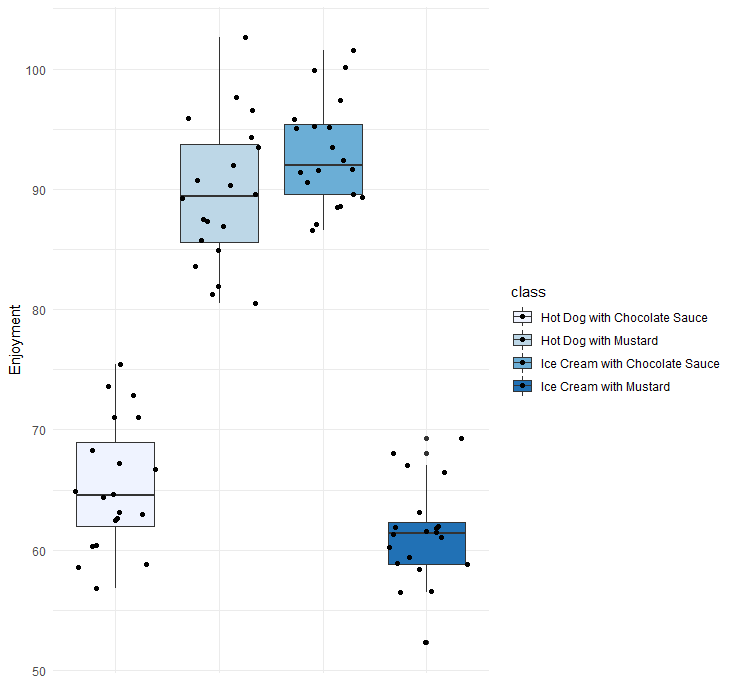 100
90
80
70
60
50
Enjoyment
class
Hot Dog with Chocolate Sauce
Hot Dog with Mustard
Ice Cream with Chocolate Sauce
Ice Cream with Mustard